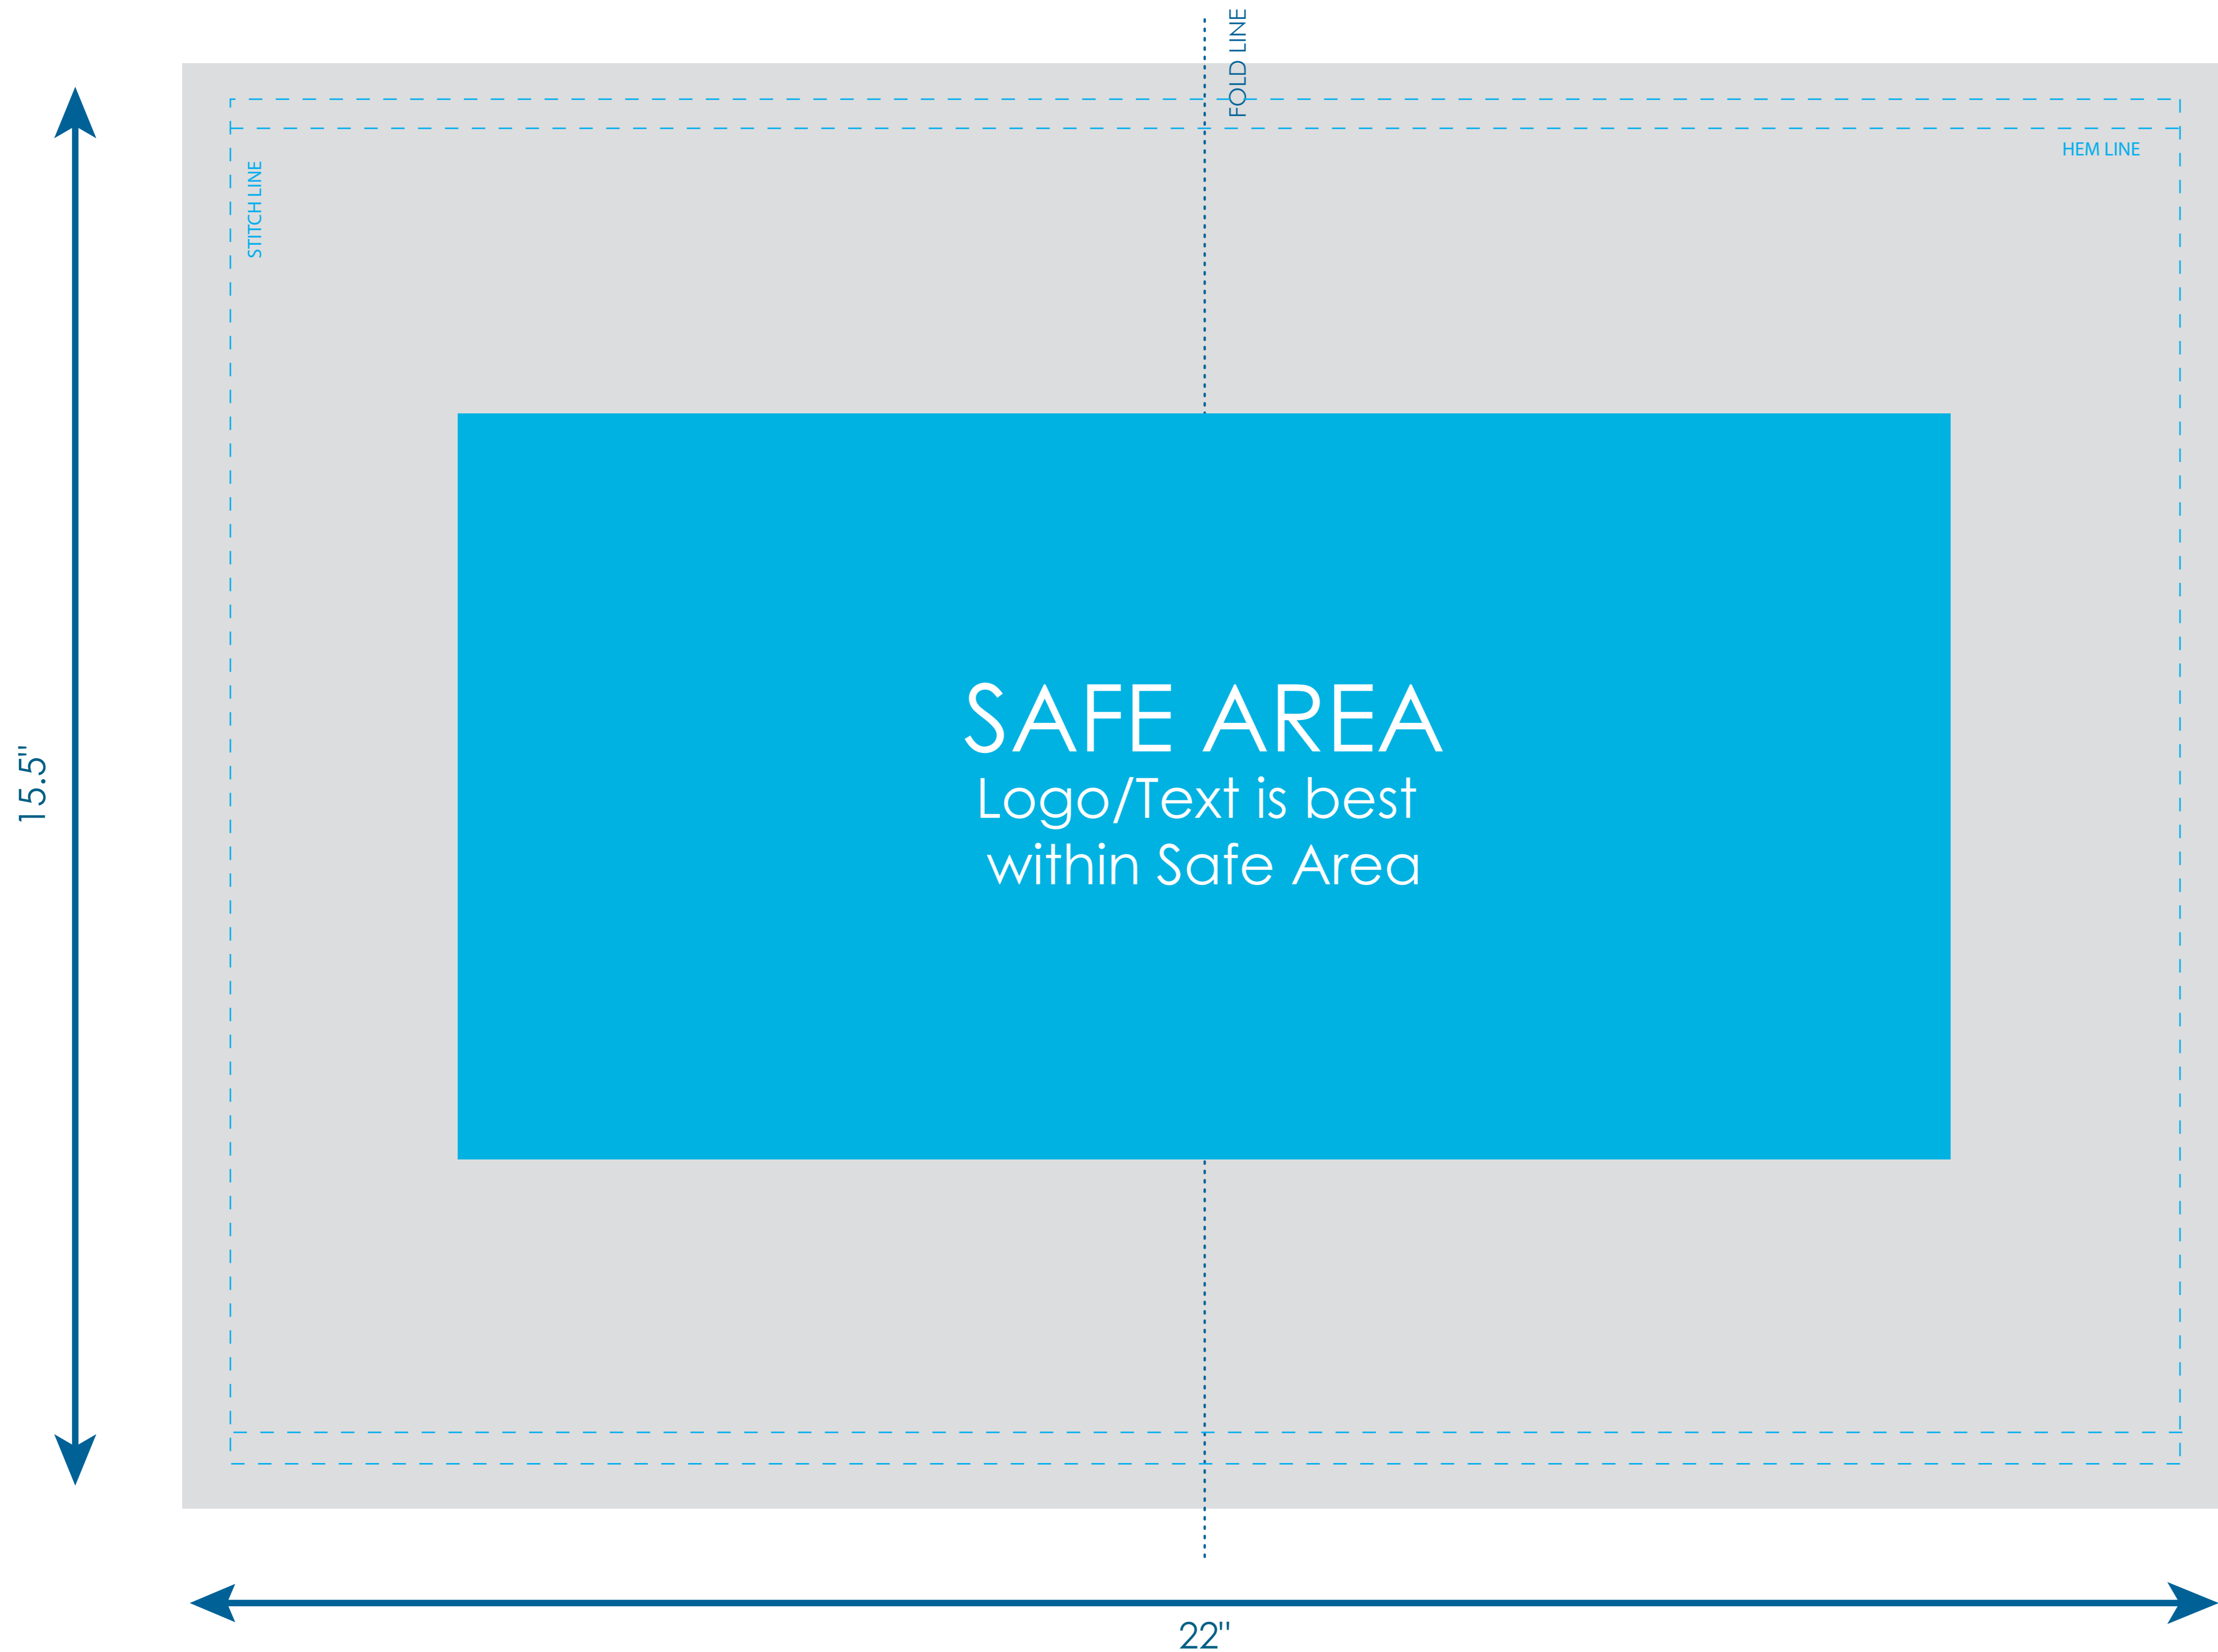 FOLD LINE
HEM LINE
STITCH LINE
15.5"
SAFE AREA
Logo/Text is best
within Safe Area
22"